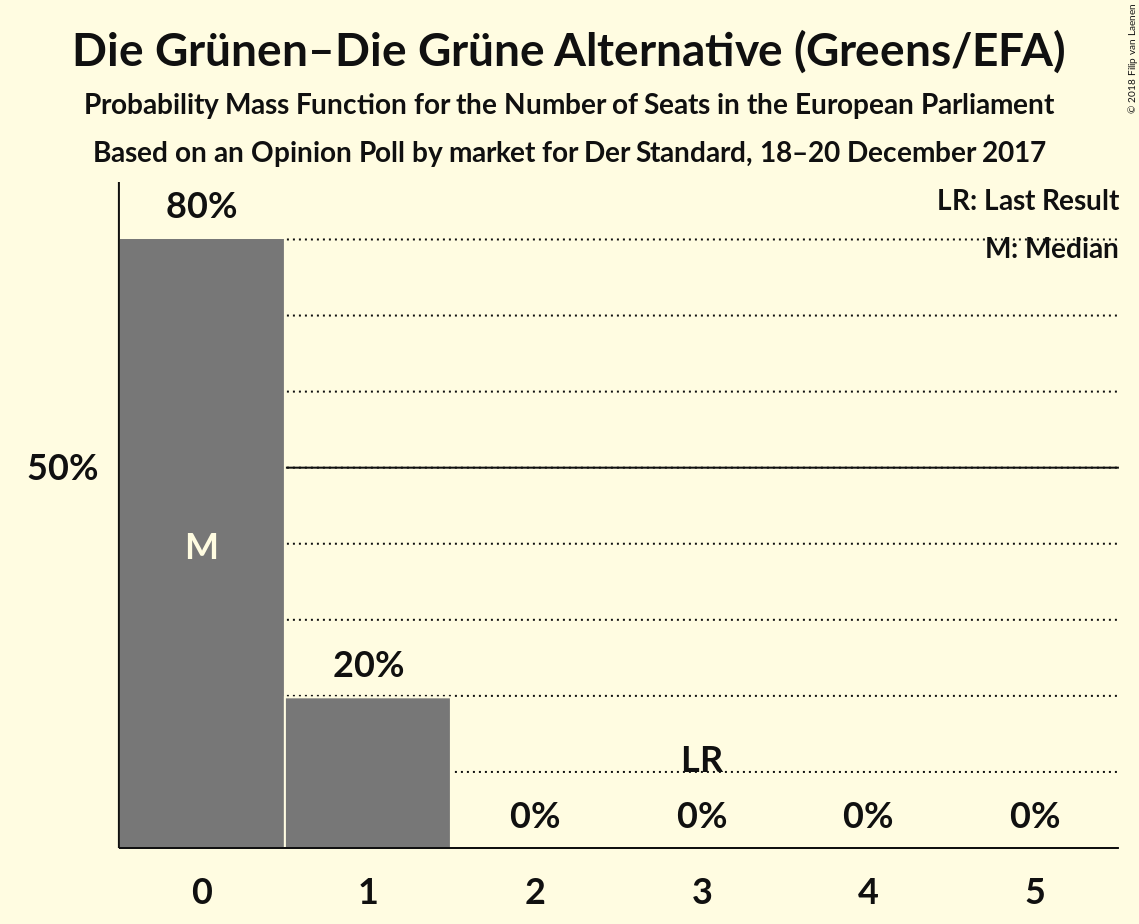 Die Grünen–Die Grüne Alternative (Greens/EFA)
Probability Mass Function for the Number of Seats in the European Parliament
Based on an Opinion Poll by market for Der Standard, 18–20 December 2017
© 2018 Filip van Laenen
LR: Last Result
M: Median
80%
50%
M
20%
LR
0% 0% 0% 0%
0 1 2 3 4 5